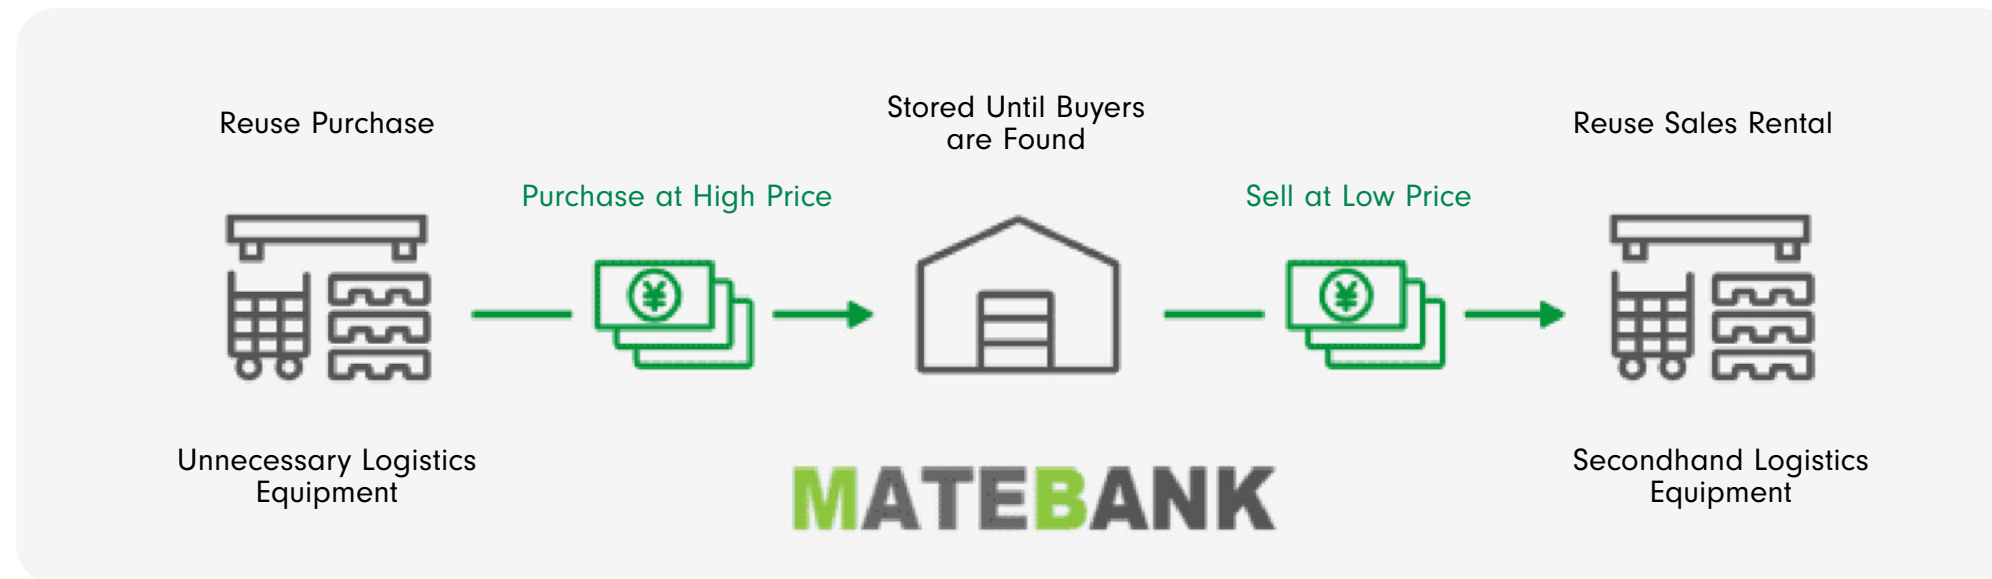 Reuse Purchase
Stored Until Buyers
are Found
Reuse Sales Rental
Purchase at High Price
Sell at Low Price
¥
¥
Unnecessary Logistics
Equipment
MATEBANK
Secondhand Logistics
Equipment